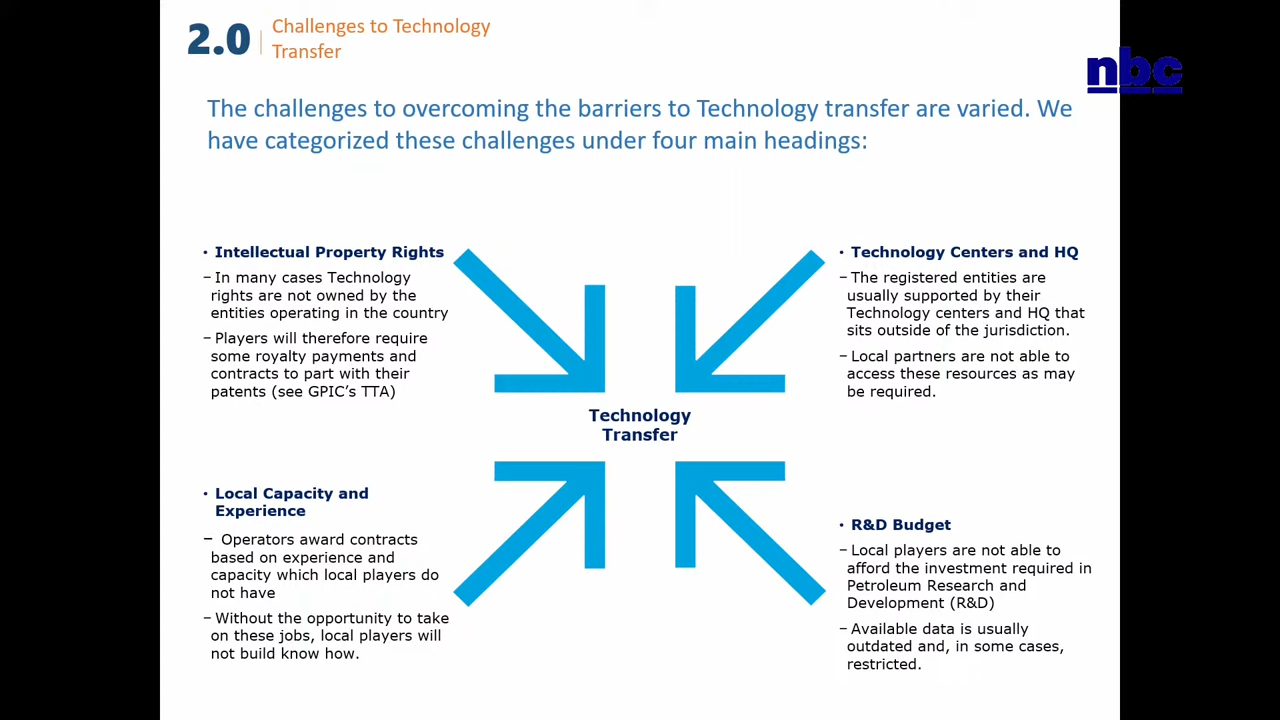 2.0
Challenges to Technology
Transfer
nbc
The challenges to overcoming the barriers to Technology transfer are varied. We
have categorized these challenges under four main headings:
• Intellectual Property Rights
– In many cases Technology
rights are not owned by the
entities operating in the country
– Players will therefore require
some royalty payments and
contracts to part with their
patents (see GPIC’s TTA)
• Technology Centers and HQ
– The registered entities are
usually supported by their
Technology centers and HQ that
sits outside of the jurisdiction.
– Local partners are not able to
access these resources as may
be required.
Technology
Transfer
• Local Capacity and
Experience
– Operators award contracts
based on experience and
capacity which local players do
not have
– Without the opportunity to take
on these jobs, local players will
not build know how.
• R&D Budget
– Local players are not able to
afford the investment required in
Petroleum Research and
Development (R&D)
– Available data is usually
outdated and, in some cases,
restricted.